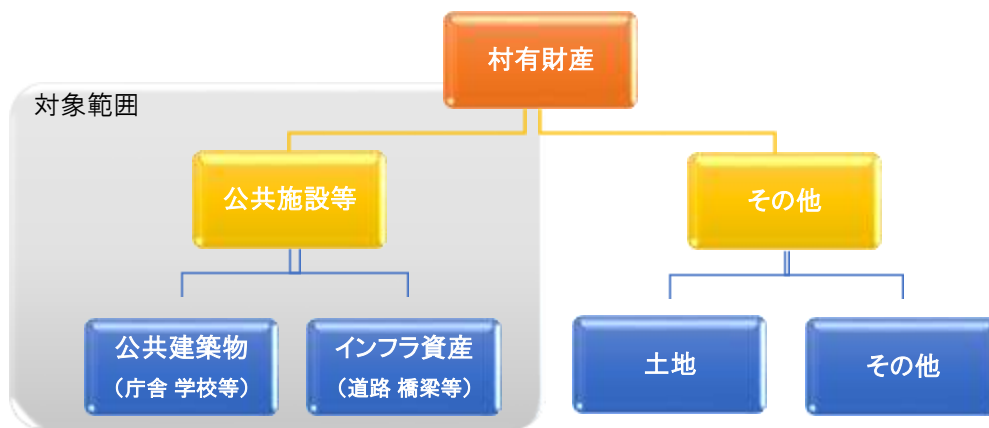 村有財産
対象範囲
公共施設等
その他
公共建築物
(庁舎 学校等)
インフラ資産
(道路 橋梁等)
土地
その他